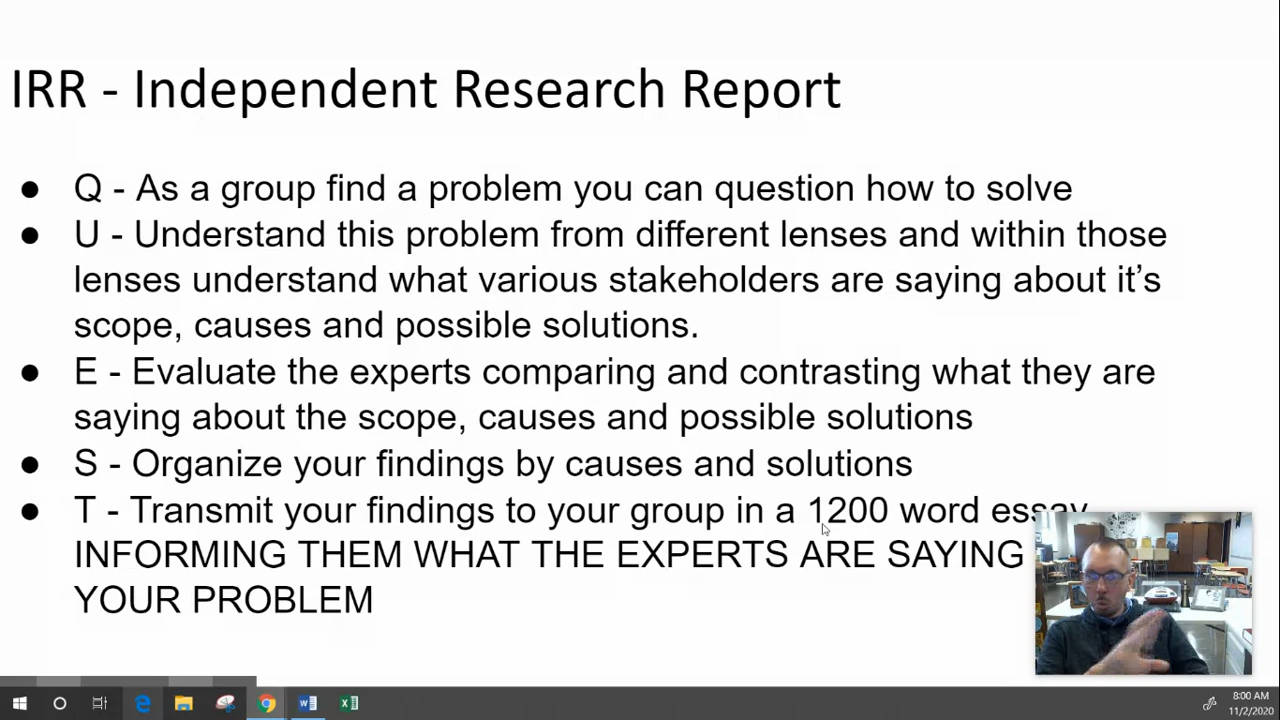 IRR - Independent Research Report
● Q - As a group find a problem you can question how to solve
● U - Understand this problem from different lenses and within those
lenses understand what various stakeholders are saying about it’s
scope, causes and possible solutions.
● E - Evaluate the experts comparing and contrasting what they are
saying about the scope, causes and possible solutions
● S - Organize your findings by causes and solutions
● T - Transmit your findings to your group in a 1200 word essay
INFORMING THEM WHAT THE EXPERTS ARE SAYING
YOUR PROBLEM
8:00 AM
11/2/2020